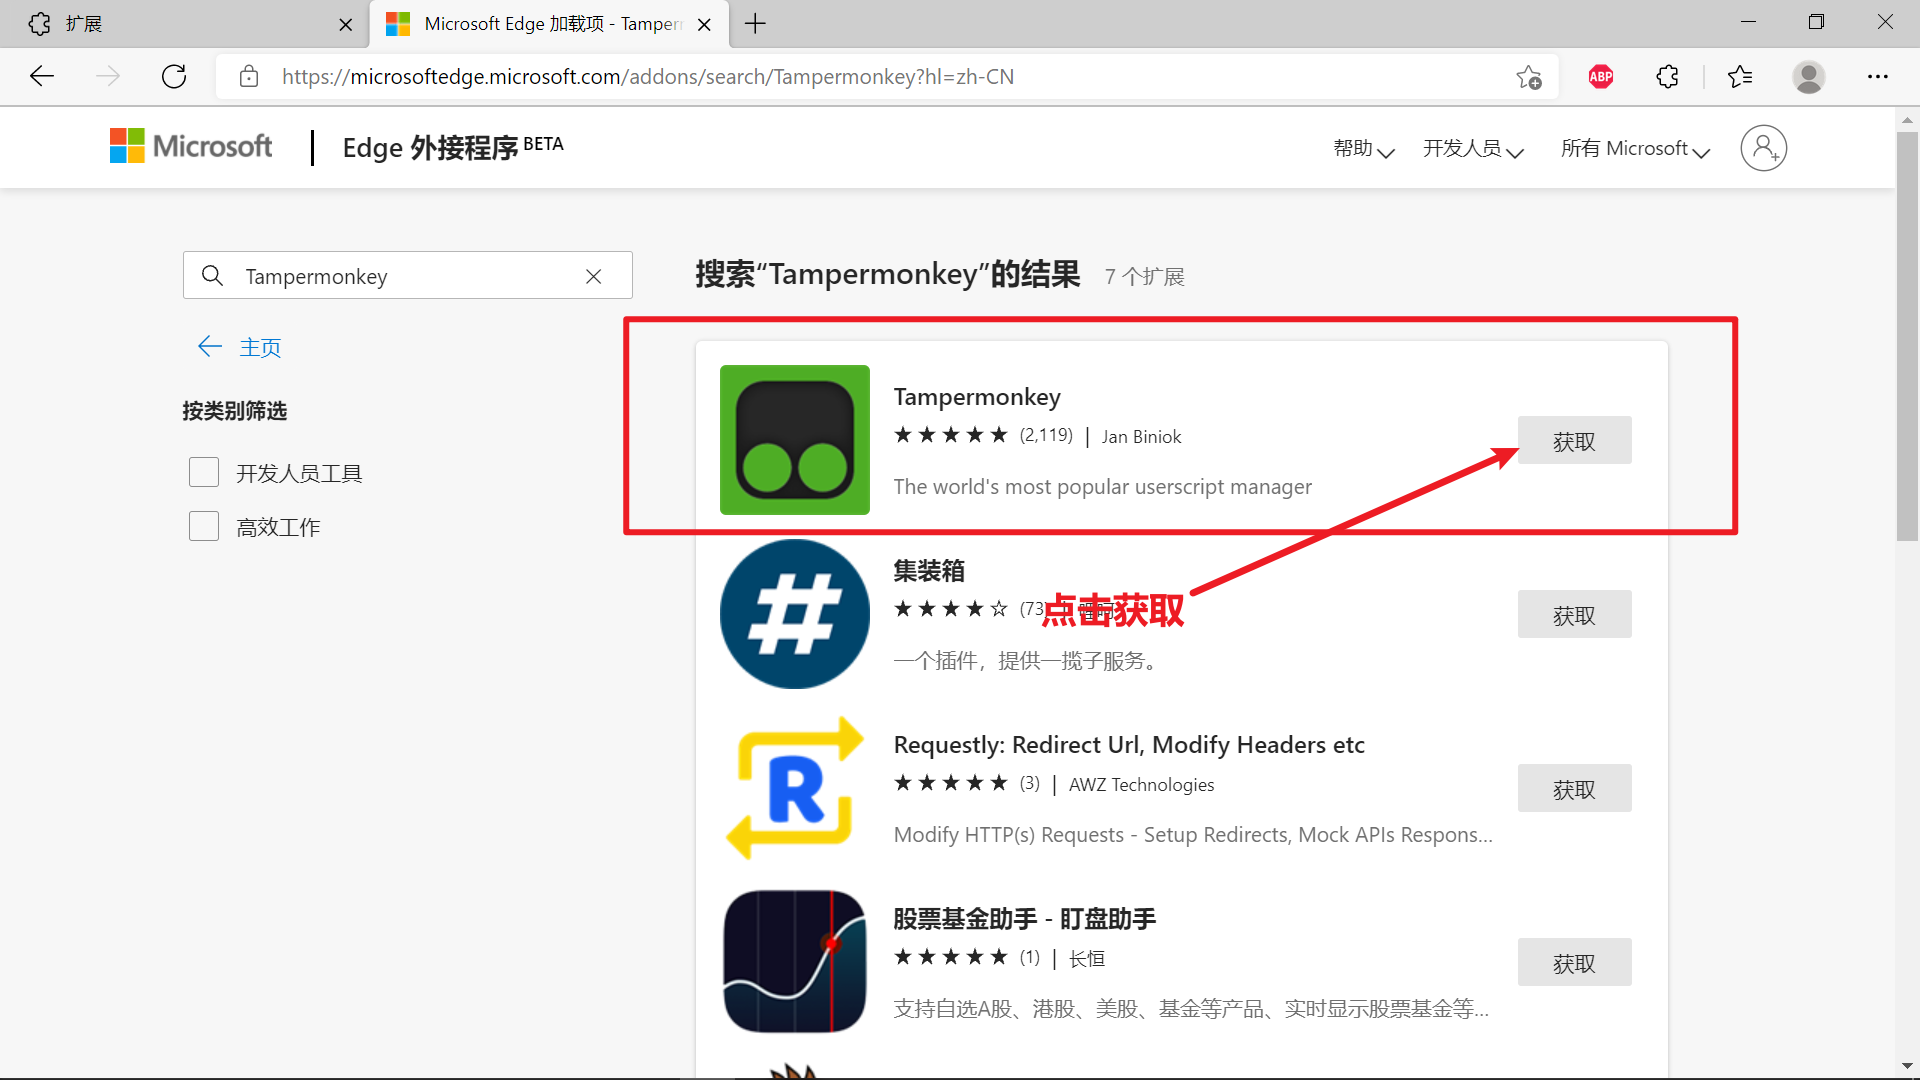 扩展
Microsoft Edge 加载项 - Tamper
https://microsoftedge.microsoft.com/addons/search/Tampermonkey?hl=zh-CN
ABP
Microsoft
Edge 外接程序 BETA
帮助
开发人员
所有 Microsoft
Tampermonkey
搜索“Tampermonkey”的结果 7 个扩展
主页
按类别筛选
开发人员工具
高效工作
Tampermonkey
(2,119) | Jan Biniok
获取
The world's most popular userscript manager
集装箱
(73)
点击获取
获取
一个插件，提供一揽子服务。
Requestly: Redirect Url, Modify Headers etc
(3) | AWZ Technologies
获取
Modify HTTP(s) Requests - Setup Redirects, Mock APIs Respons...
股票基金助手 - 盯盘助手
(1) | 长恒
获取
支持自选A股、港股、美股、基金等产品、实时显示股票基金等...